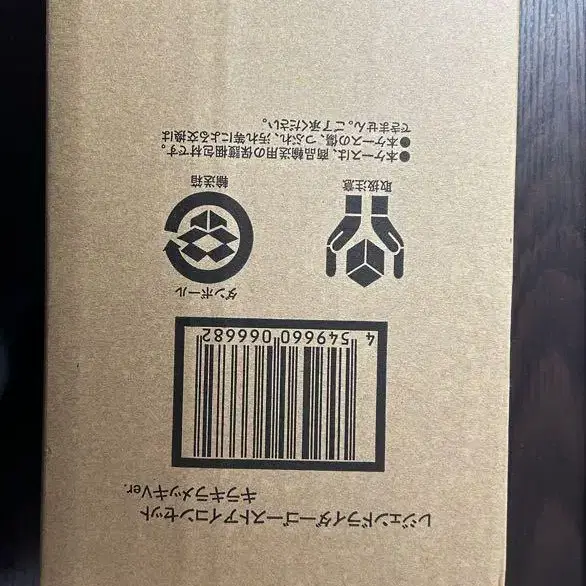 レジェンドライダーゴーストアイコンセット
キラキラメッキVer.
4 549660 066682
ダンボール
輸送箱
取扱注意
●本ケースは、商品輸送用の保護梱包材です。
●本ケースの傷、つぶれ、汚れ等による交換は
できません。ご了承ください。